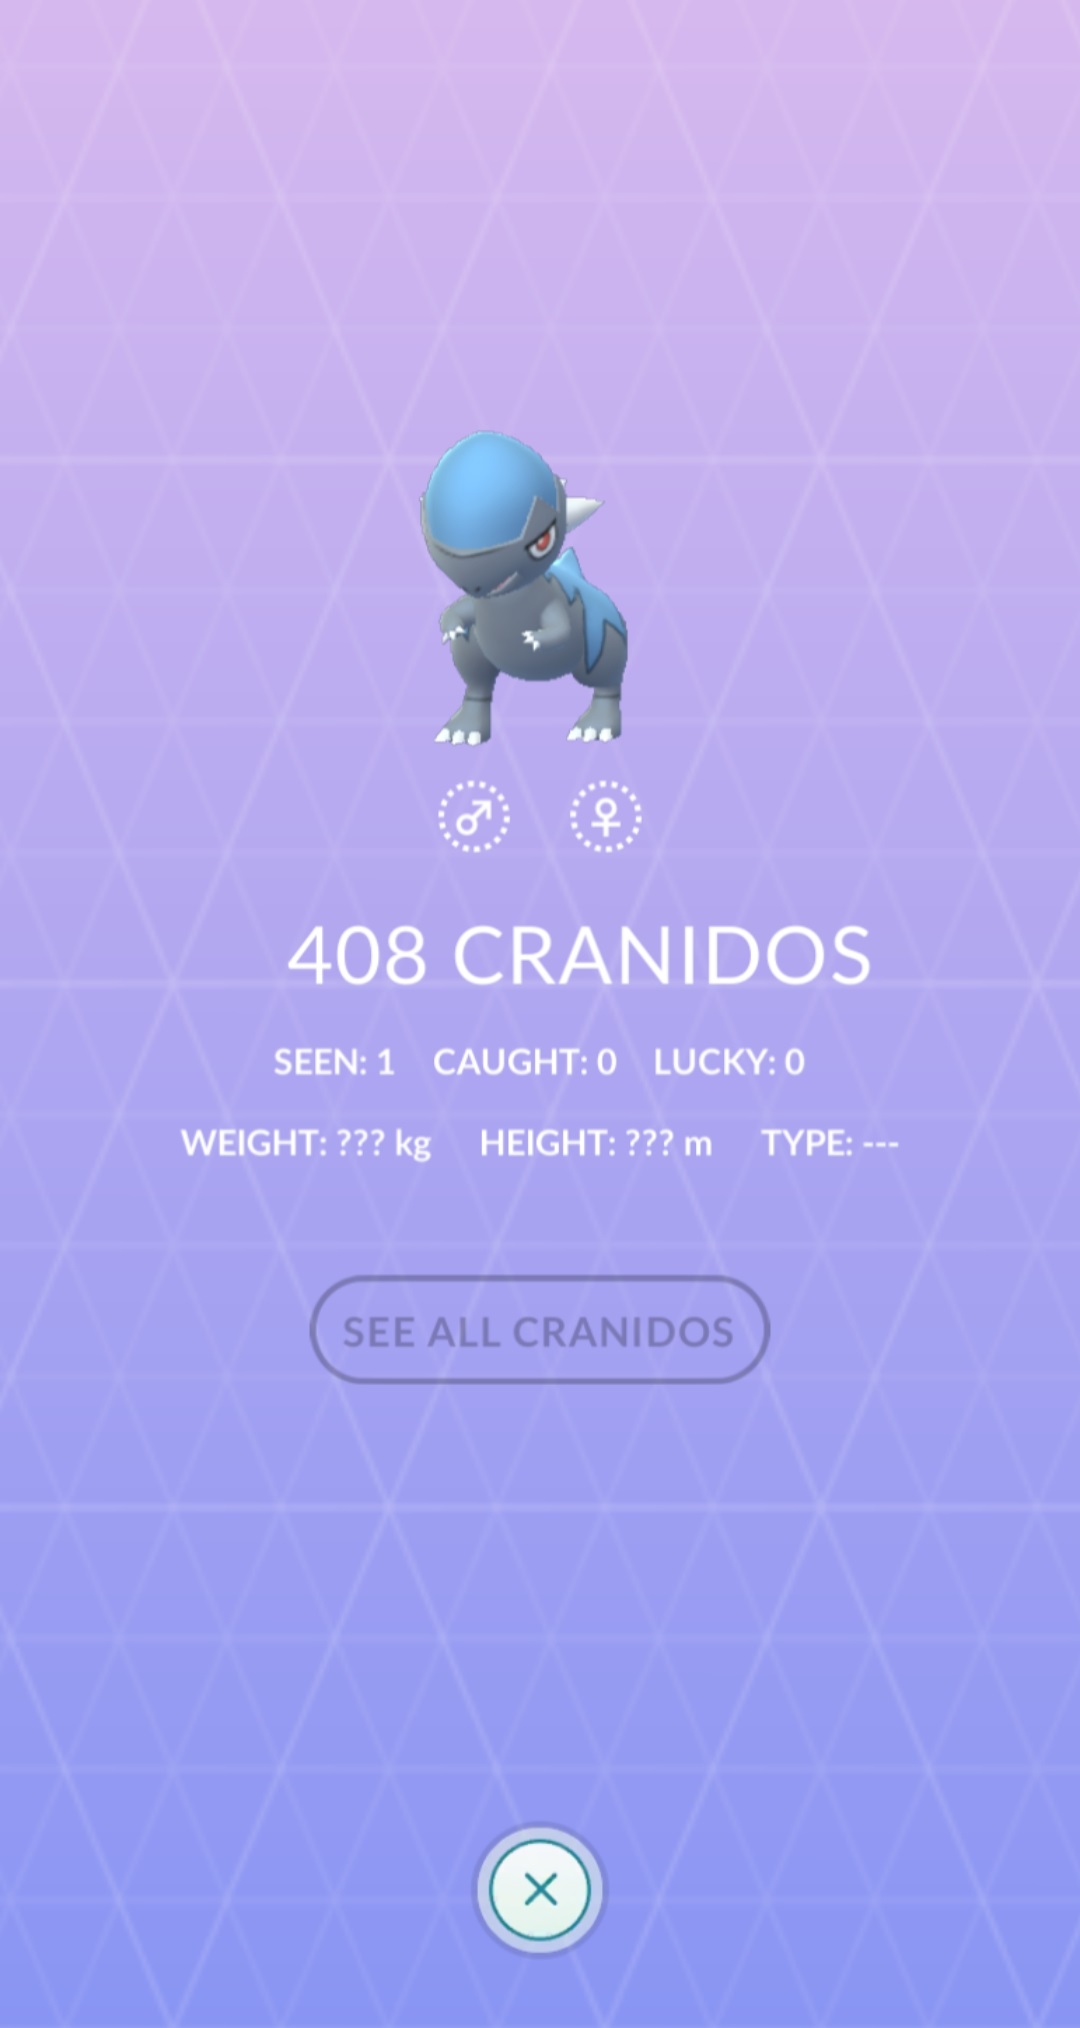 408 CRANIDOS
SEEN: 1 CAUGHT: 0 LUCKY: 0
WEIGHT: ??? kg HEIGHT: ??? m TYPE: ---
SEE ALL CRANIDOS